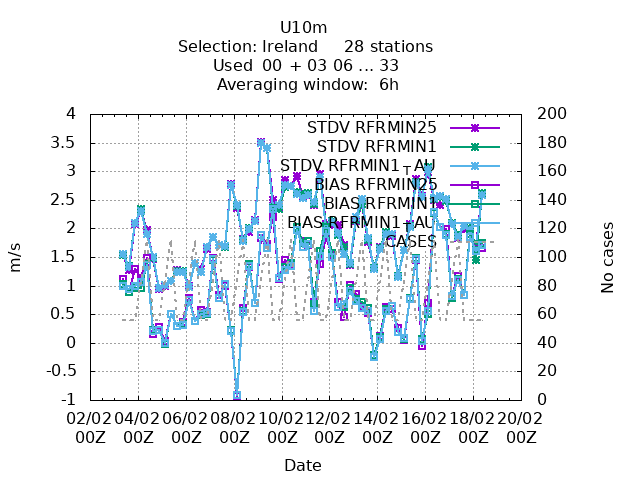 U10m
Selection: Ireland 28 stations
Used 00 + 03 06 ... 33
Averaging window: 6h
4 200
3.5 180
3 160
2.5 140
2 120
1.5 100
1 80
0.5 60
0 40
-0.5 20
-1 0
STDV RFRMIN25
STDV RFRMIN1
STDV RFRMIN1+AU
BIAS RFRMIN25
BIAS RFRMIN1
BIAS RFRMIN1+AU
CASES
m/s
No cases
02/02 04/02 06/02 08/02 10/02 12/02 14/02 16/02 18/02 20/02
00Z 00Z 00Z 00Z 00Z 00Z 00Z 00Z 00Z 00Z
Date